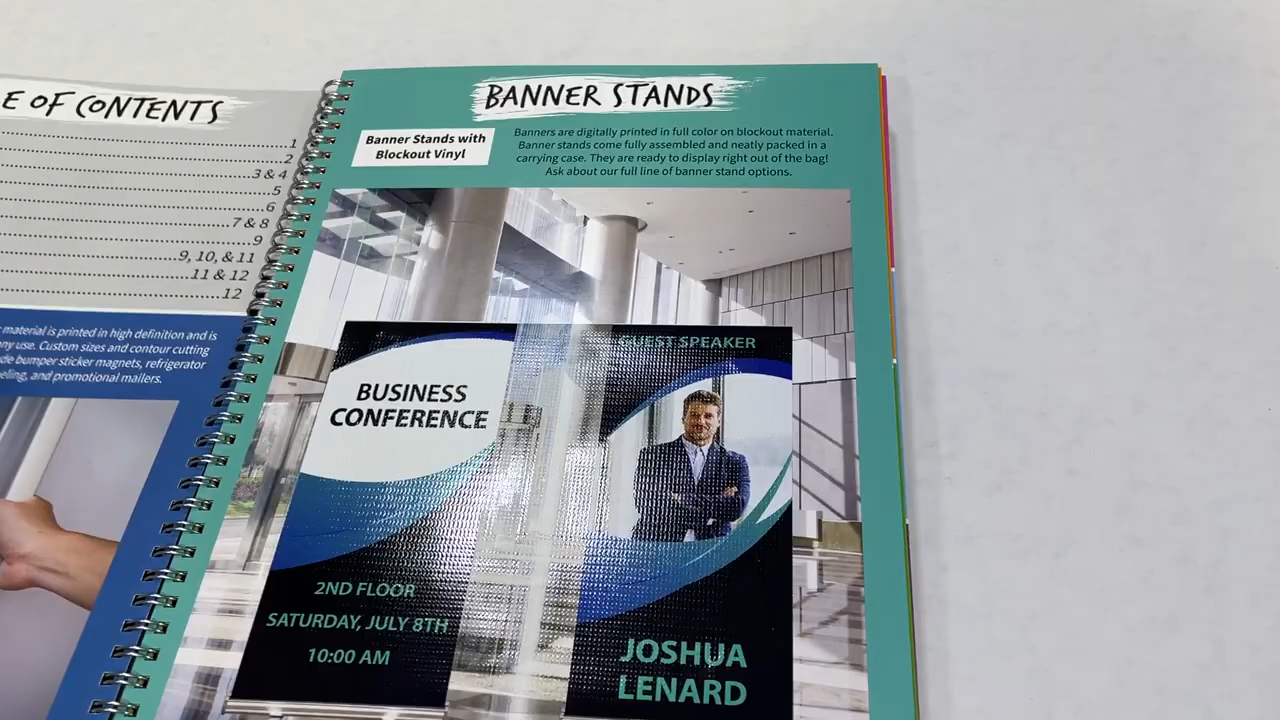 E OF CONTENTS
1
2
3 & 4
5
6
7 & 8
9
9, 10, & 11
11 & 12
12
material is printed in high definition and is
any use. Custom sizes and contour cutting
de bumper sticker magnets, refrigerator
eling, and promotional mailers.
BANNER STANDS
Banner Stands with
Blockout Vinyl
Banners are digitally printed in full color on blockout material.
Banner stands come fully assembled and neatly packed in a
carrying case. They are ready to display right out of the bag!
Ask about our full line of banner stand options.
BUSINESS
CONFERENCE
2ND FLOOR
SATURDAY, JULY 8TH
10:00 AM
GUEST SPEAKER
JOSHUA
LENARD